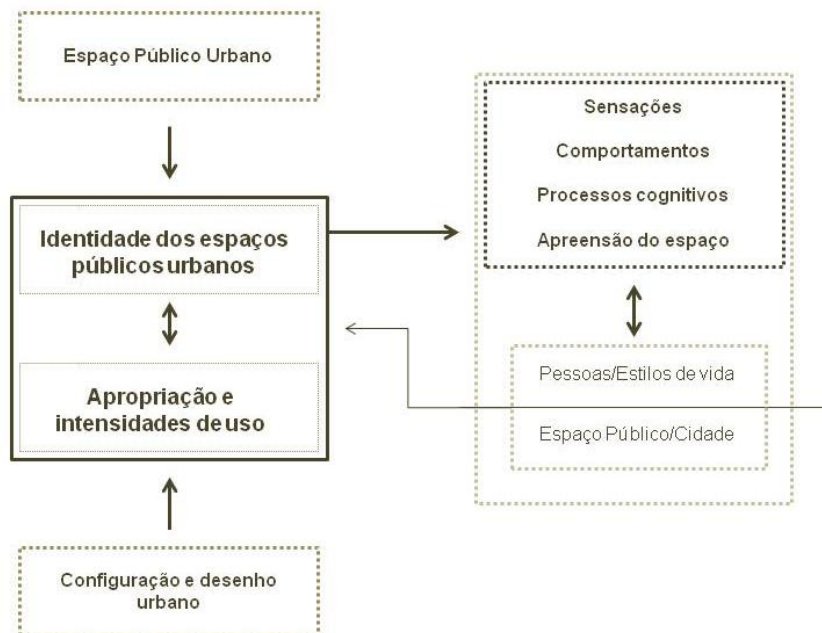 Espaço Público Urbano
Identidade dos espaços
públicos urbanos
Apropriação e
intensidades de uso
Configuração e desenho
urbano
Sensações
Comportamentos
Processos cognitivos
Apreensão do espaço
Pessoas/Estilos de vida
Espaço Público/Cidade